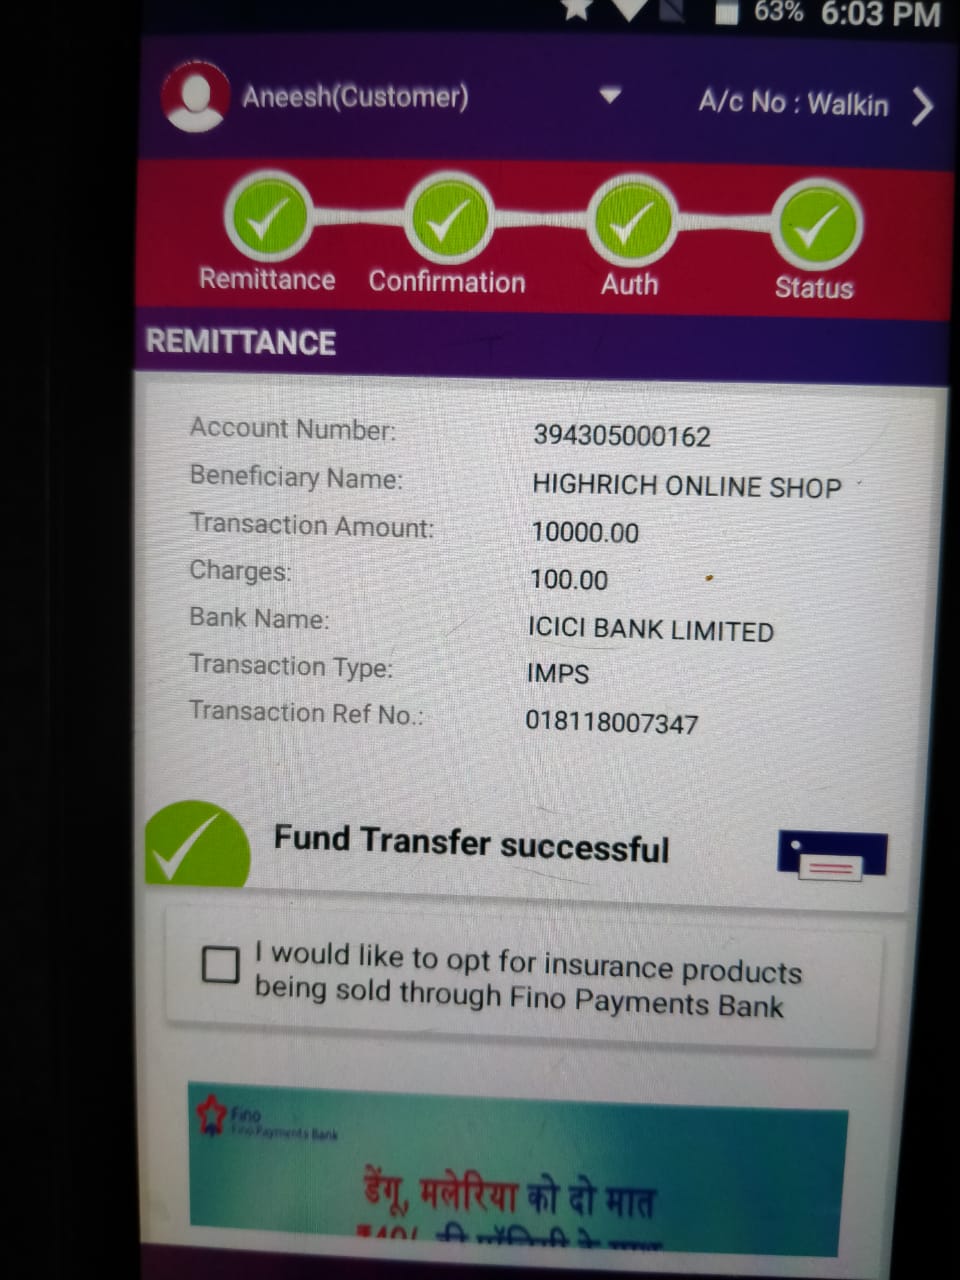 63% 6:03 PM
Aneesh(Customer) A/c No : Walkin
Remittance Confirmation Auth Status
REMITTANCE
Account Number: 394305000162
Beneficiary Name: HIGHRICH ONLINE SHOP
Transaction Amount: 10000.00
Charges: 100.00
Bank Name: ICICI BANK LIMITED
Transaction Type: IMPS
Transaction Ref No.: 018118007347
Fund Transfer successful
I would like to opt for insurance products
being sold through Fino Payments Bank
Fino
Fino Payments Bank
डेंगू, मलेरिया को दो मात